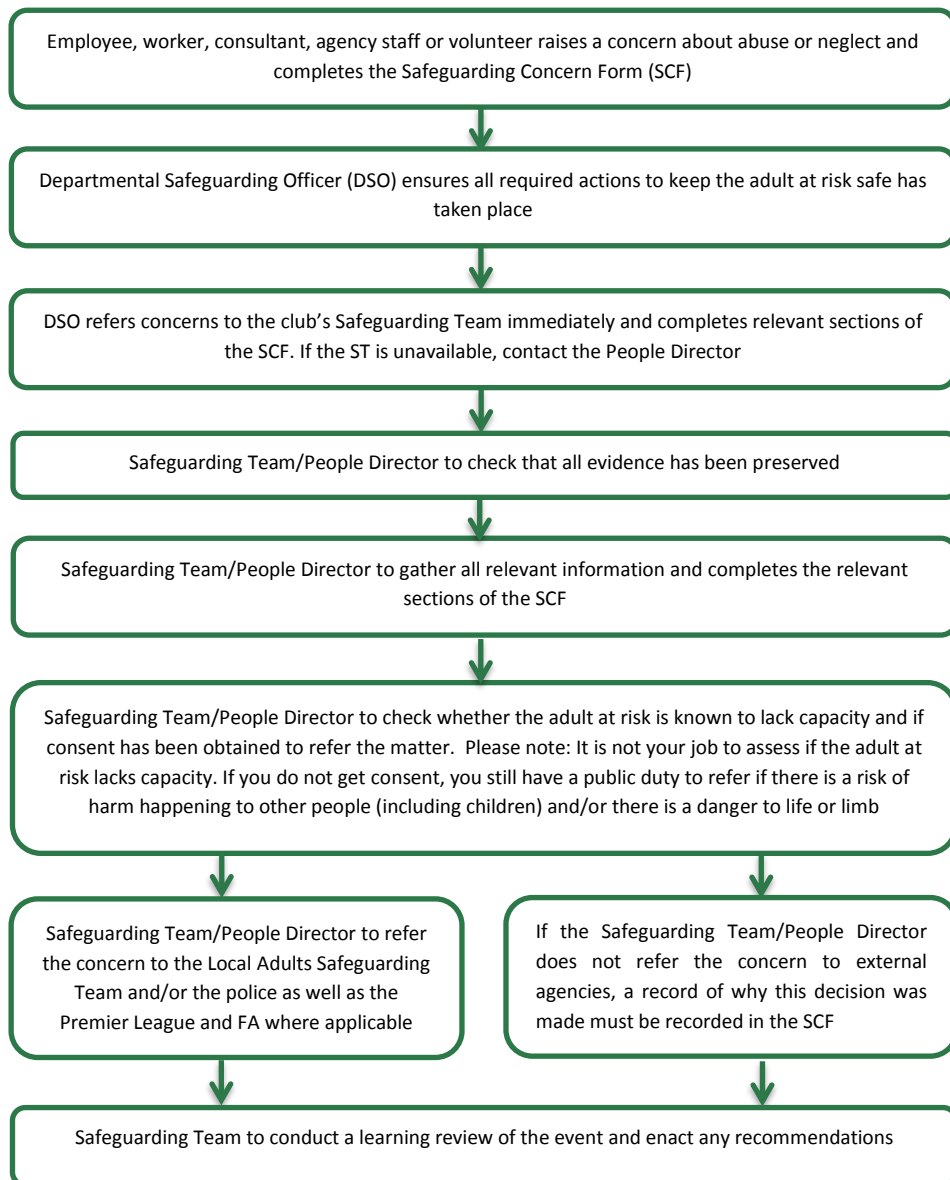 Employee, worker, consultant, agency staff or volunteer raises a concern about abuse or neglect and
completes the Safeguarding Concern Form (SCF)
Departmental Safeguarding Officer (DSO) ensures all required actions to keep the adult at risk safe has
taken place
DSO refers concerns to the club’s Safeguarding Team immediately and completes relevant sections of
the SCF. If the ST is unavailable, contact the People Director
Safeguarding Team/People Director to check that all evidence has been preserved
Safeguarding Team/People Director to gather all relevant information and completes the relevant
sections of the SCF
Safeguarding Team/People Director to check whether the adult at risk is known to lack capacity and if
consent has been obtained to refer the matter.  Please note: It is not your job to assess if the adult at
risk lacks capacity. If you do not get consent, you still have a public duty to refer if there is a risk of
harm happening to other people (including children) and/or there is a danger to life or limb
Safeguarding Team/People Director to refer
the concern to the Local Adults Safeguarding
Team and/or the police as well as the
Premier League and FA where applicable
If the Safeguarding Team/People Director
does not refer the concern to external
agencies, a record of why this decision was
made must be recorded in the SCF
Safeguarding Team to conduct a learning review of the event and enact any recommendations